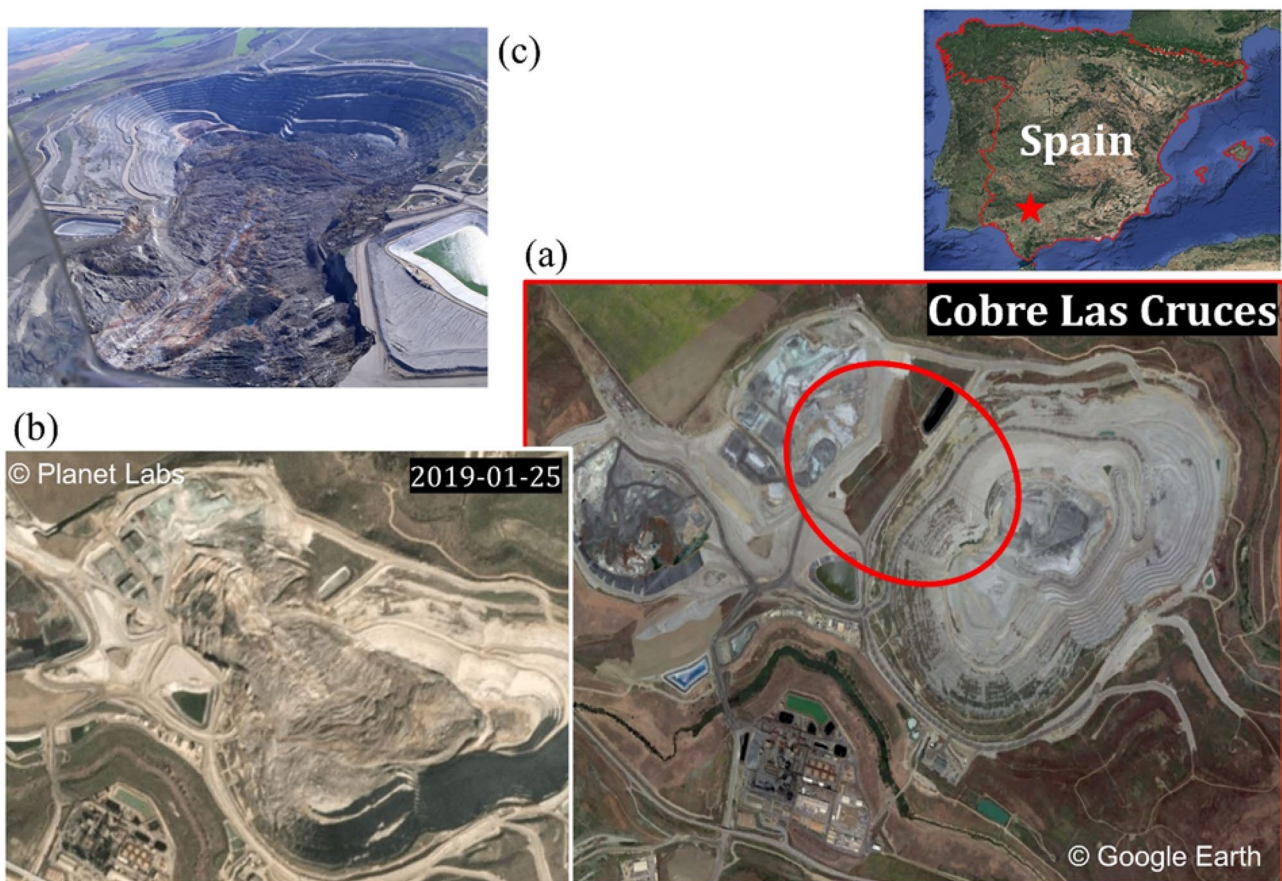 (c)
Spain
(a)
Cobre Las Cruces
(b)
© Planet Labs
2019-01-25
© Google Earth